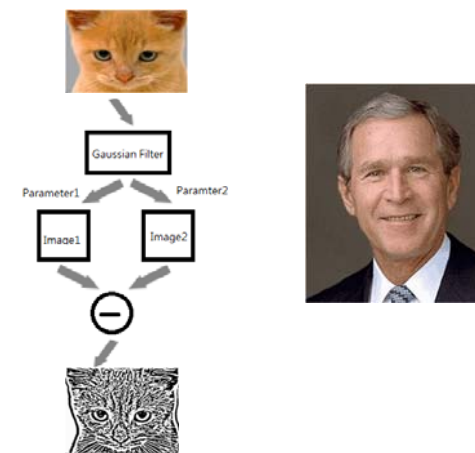 Gaussian Filter
Parameter1
Paramter2
Image1
Image2